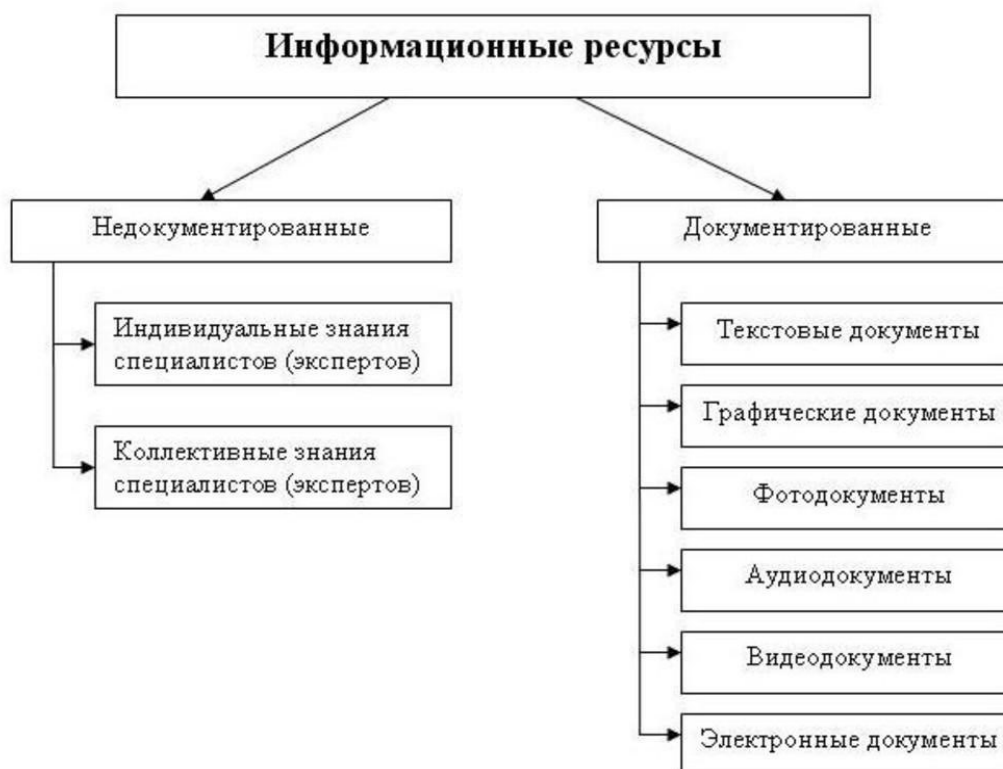 Информационные ресурсы
Недокументированные
Индивидуальные знания
специалистов (экспертов)
Коллективные знания
специалистов (экспертов)
Документированные
Текстовые документы
Графические документы
Фотодокументы
Аудиодокументы
Видеодокументы
Электронные документы